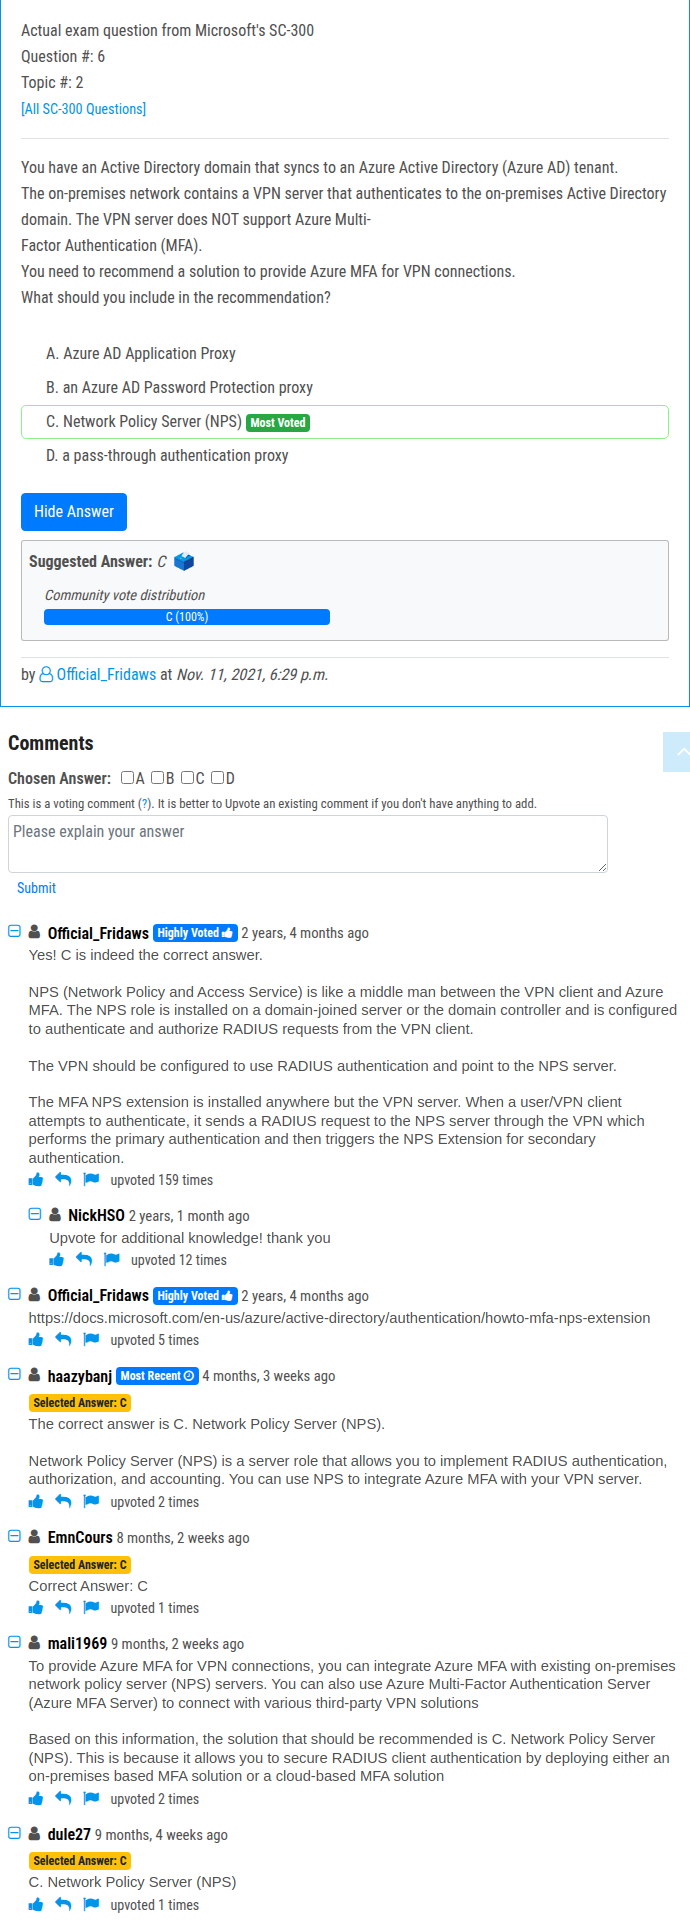 Actual exam question from Microsoft's SC-300
Question #: 6
Topic #: 2
[All SC-300 Questions]
You have an Active Directory domain that syncs to an Azure Active Directory (Azure AD) tenant.
The on-premises network contains a VPN server that authenticates to the on-premises Active Directory
domain. The VPN server does NOT support Azure Multi-
Factor Authentication (MFA).
You need to recommend a solution to provide Azure MFA for VPN connections.
What should you include in the recommendation?
A. Azure AD Application Proxy
B. an Azure AD Password Protection proxy
C. Network Policy Server (NPS) Most Voted
D. a pass-through authentication proxy
Hide Answer
Suggested Answer: C
Community vote distribution
C (100%)
by Official_Fridaws at Nov. 11, 2021, 6:29 p.m.
Comments
Chosen Answer: A B C D
This is a voting comment (?). It is better to Upvote an existing comment if you don't have anything to add.
Please explain your answer
Submit
Official_Fridaws Highly Voted 2 years, 4 months ago
Yes! C is indeed the correct answer.
NPS (Network Policy and Access Service) is like a middle man between the VPN client and Azure
MFA. The NPS role is installed on a domain-joined server or the domain controller and is configured
to authenticate and authorize RADIUS requests from the VPN client.
The VPN should be configured to use RADIUS authentication and point to the NPS server.
The MFA NPS extension is installed anywhere but the VPN server. When a user/VPN client
attempts to authenticate, it sends a RADIUS request to the NPS server through the VPN which
performs the primary authentication and then triggers the NPS Extension for secondary
authentication.
upvoted 159 times
NickHSO 2 years, 1 month ago
Upvote for additional knowledge! thank you
upvoted 12 times
Official_Fridaws Highly Voted 2 years, 4 months ago
https://docs.microsoft.com/en-us/azure/active-directory/authentication/howto-mfa-nps-extension
upvoted 5 times
haazybanj Most Recent 4 months, 3 weeks ago
Selected Answer: C
The correct answer is C. Network Policy Server (NPS).
Network Policy Server (NPS) is a server role that allows you to implement RADIUS authentication,
authorization, and accounting. You can use NPS to integrate Azure MFA with your VPN server.
upvoted 2 times
EmnCours 8 months, 2 weeks ago
Selected Answer: C
Correct Answer: C
upvoted 1 times
mali1969 9 months, 2 weeks ago
To provide Azure MFA for VPN connections, you can integrate Azure MFA with existing on-premises
network policy server (NPS) servers. You can also use Azure Multi-Factor Authentication Server
(Azure MFA Server) to connect with various third-party VPN solutions
Based on this information, the solution that should be recommended is C. Network Policy Server
(NPS). This is because it allows you to secure RADIUS client authentication by deploying either an
on-premises based MFA solution or a cloud-based MFA solution
upvoted 2 times
dule27 9 months, 4 weeks ago
Selected Answer: C
C. Network Policy Server (NPS)
upvoted 1 times